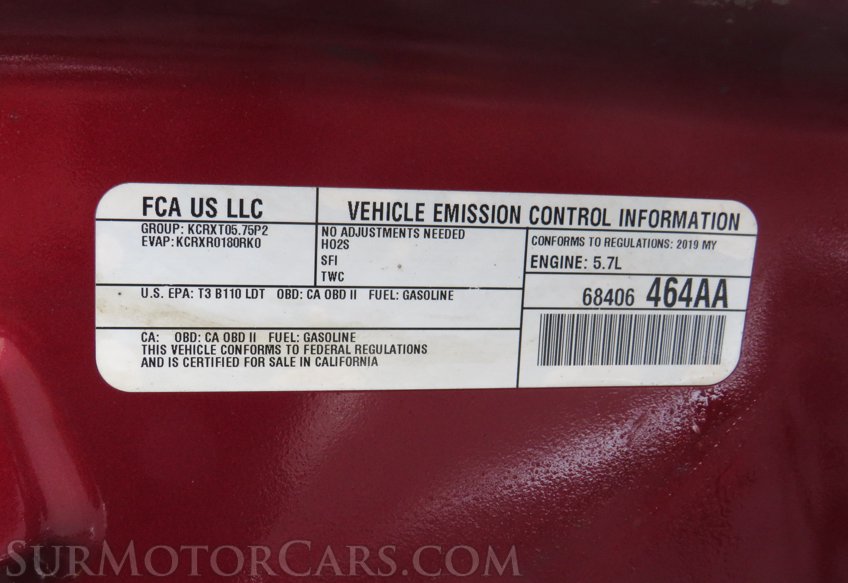 FCA US LLC
VEHICLE EMISSION CONTROL INFORMATION
GROUP: KCRXT05.75P2
EVAP: KCRXR0180RK0
NO ADJUSTMENTS NEEDED
HO2S
SFI
TWC
CONFORMS TO REGULATIONS: 2019 MY
ENGINE: 5.7L
U.S. EPA: T3 B110 LDT OBD: CA OBD II FUEL: GASOLINE
68406 464AA
CA: OBD: CA OBD II FUEL: GASOLINE
THIS VEHICLE CONFORMS TO FEDERAL REGULATIONS
AND IS CERTIFIED FOR SALE IN CALIFORNIA
SURMOTORCARS.COM